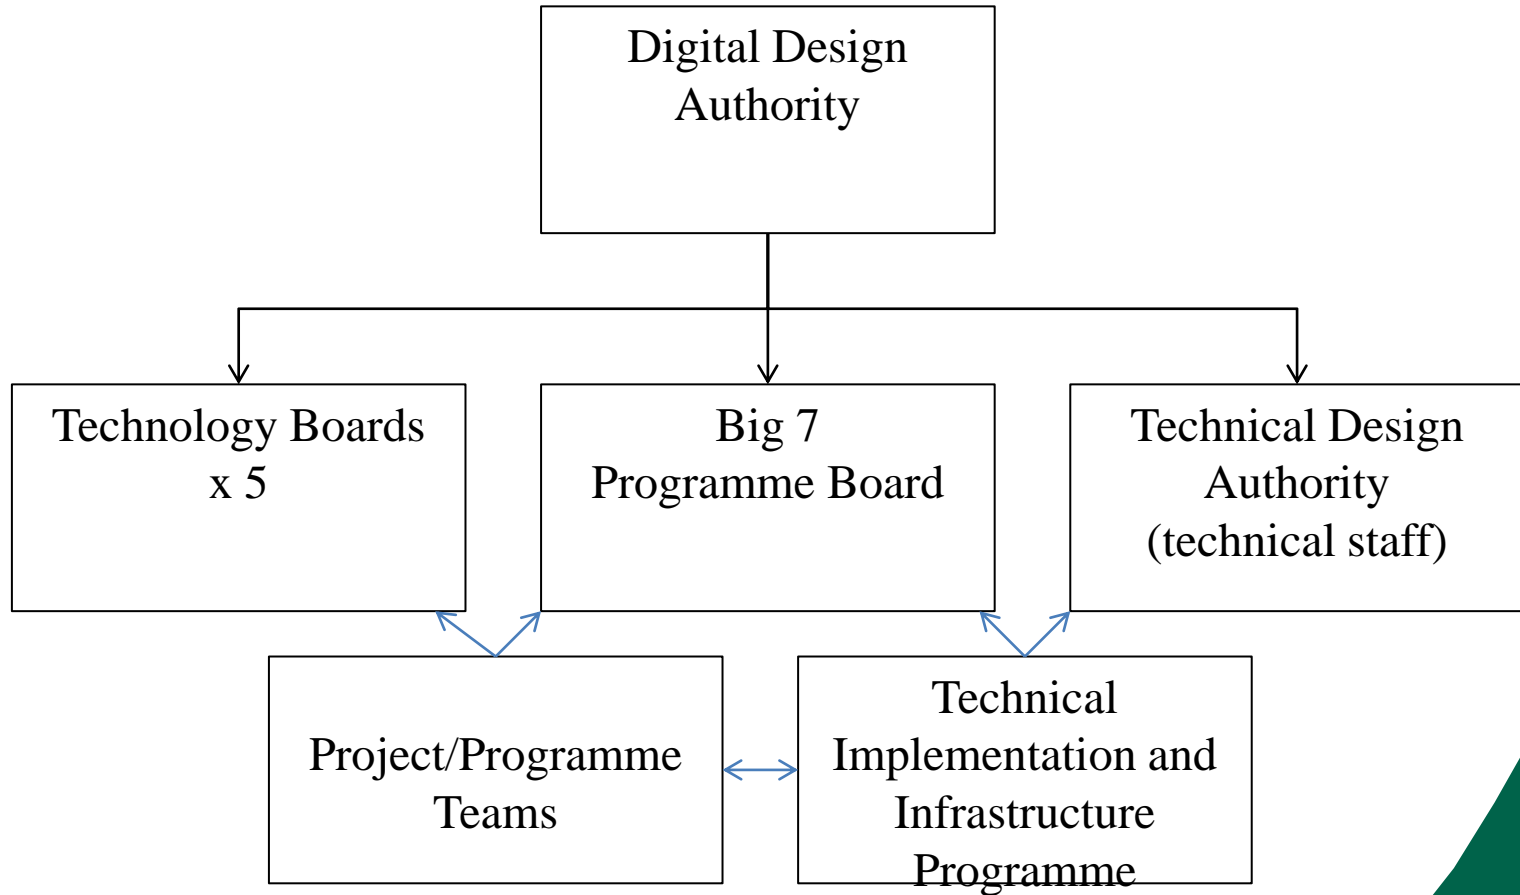 Digital Design
Authority
Technology Boards
x 5
Big 7
Programme Board
Technical Design
Authority
(technical staff)
Project/Programme
Teams
Technical
Implementation and
Infrastructure
Programme